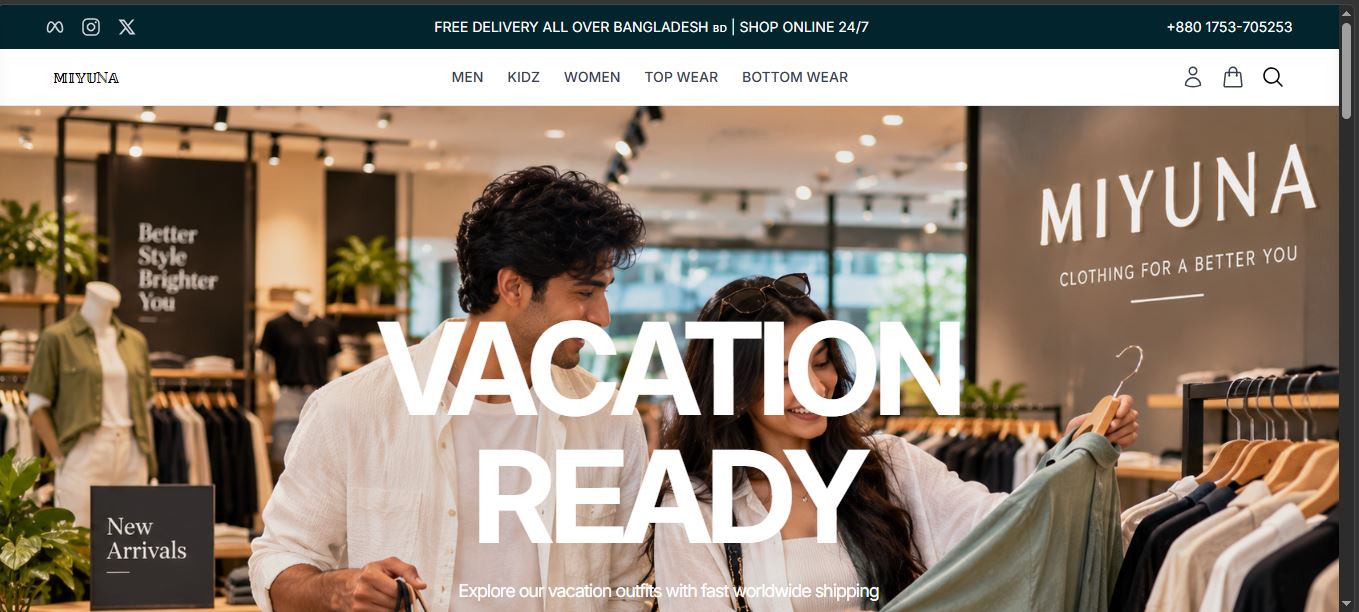 FREE DELIVERY ALL OVER BANGLADESH BD | SHOP ONLINE 24/7
+880 1753-705253
MIYUNA
MEN
KIDZ
WOMEN
TOP WEAR
BOTTOM WEAR
MIYUNA
CLOTHING FOR A BETTER YOU
Better
Style
Brighter
You
VACATION
READY
New
Arrivals
Explore our vacation outfits with fast worldwide shipping